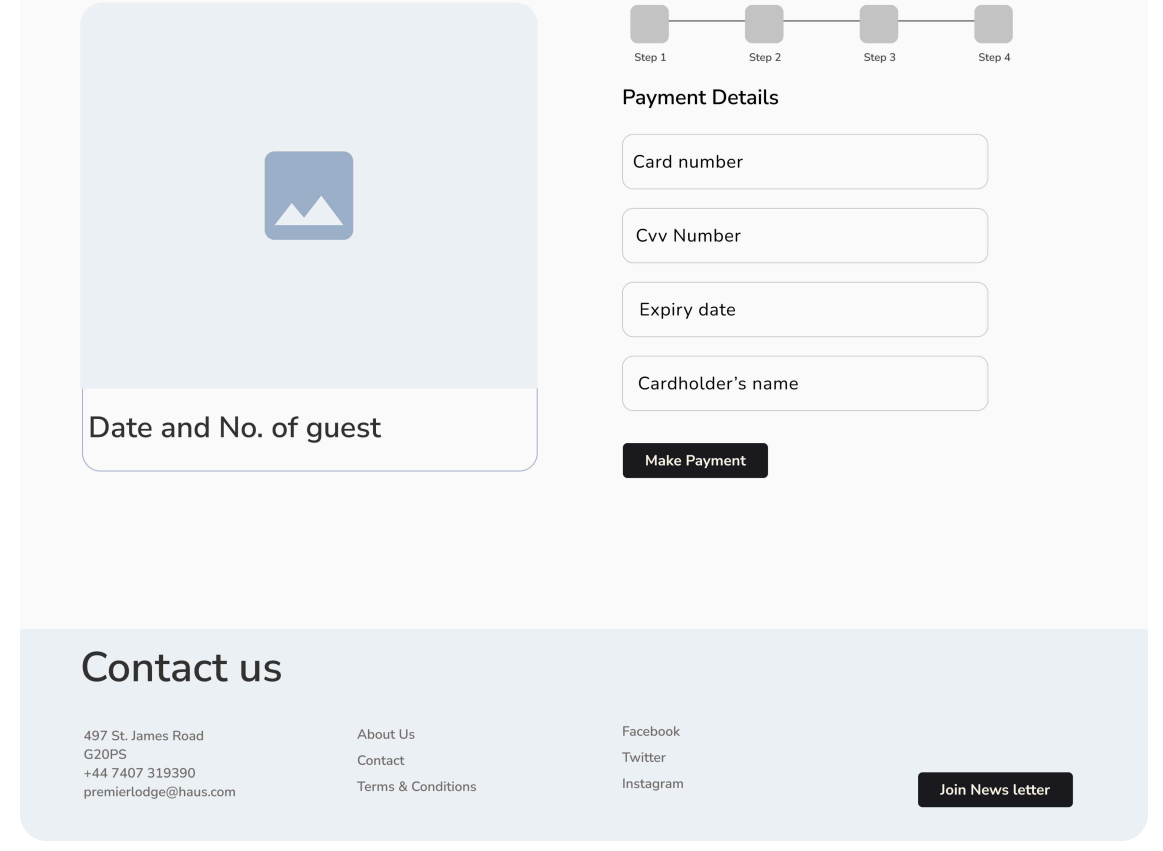 Step 1
Step 2
Step 3
Step 4
Payment Details
Card number
Cvv Number
Expiry date
Cardholder’s name
Make Payment
Date and No. of guest
Contact us
497 St. James Road
G20PS
+44 7407 319390
premierlodge@haus.com
About Us
Contact
Terms & Conditions
Facebook
Twitter
Instagram
Join News letter